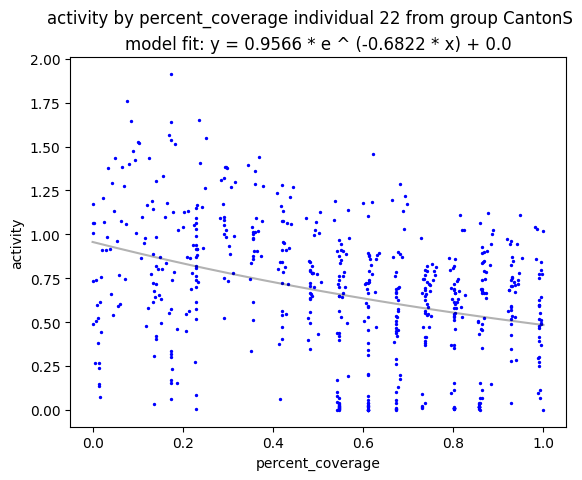 activity by percent_coverage individual 22 from group CantonS
model fit: y = 0.9566 * e ^ (-0.6822 * x) + 0.0
2.00
1.75
1.50
1.25
1.00
0.75
0.50
0.25
0.00
activity
0.0 0.2 0.4 0.6 0.8 1.0
percent_coverage